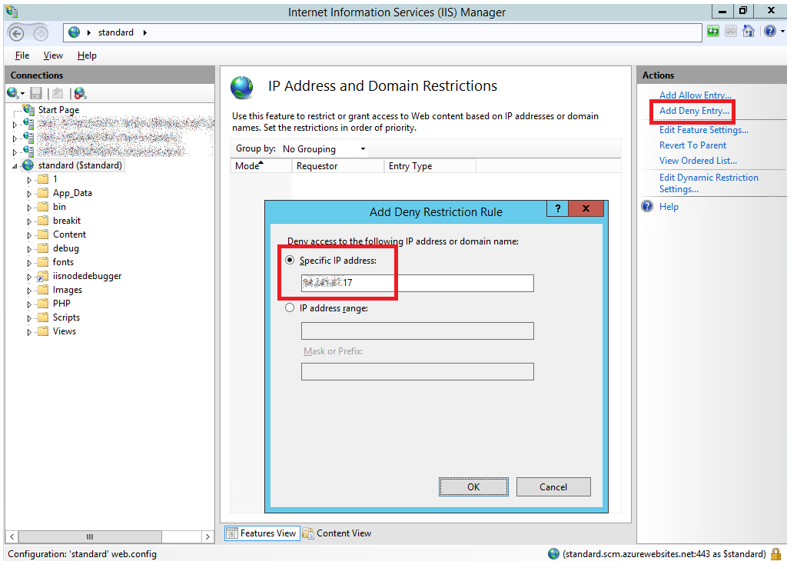 Internet Information Services (IIS) Manager
standard
File View Help
Connections
Start Page
standard ($standard)
1
App_Data
bin
breakit
Content
debug
fonts
iisnodedebugger
Images
PHP
Scripts
Views
IP Address and Domain Restrictions
Use this feature to restrict or grant access to Web content based on IP addresses or domain
names. Set the restrictions in order of priority.
Group by: No Grouping
Mode Requestor Entry Type
Add Deny Restriction Rule
? X
Deny access to the following IP address or domain name:
Specific IP address:
17
IP address range:
Mask or Prefix:
OK Cancel
Features View Content View
Actions
Add Allow Entry...
Add Deny Entry...
Edit Feature Settings...
Revert To Parent
View Ordered List...
Edit Dynamic Restriction
Settings...
Help
Configuration: 'standard' web.config
(standard.scm.azurewebsites.net:443 as $standard)